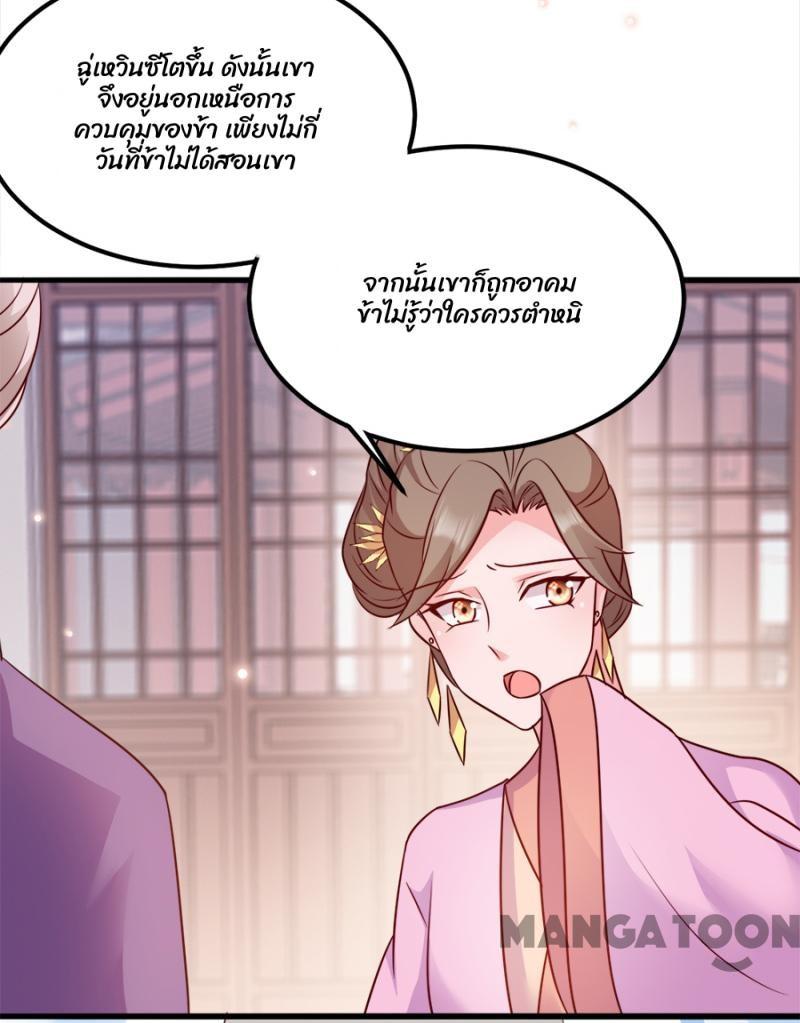 ฉู่เหวินซีโตขึ้น ดังนั้นเขา
จึงอยู่นอกเหนือการ
ควบคุมของข้า เพียงไม่กี่
วันที่ข้าไม่ได้สอนเขา
จากนั้นเขาก็ถูกอาคม
ข้าไม่รู้ว่าใครควรตำหนิ
MANGATOON